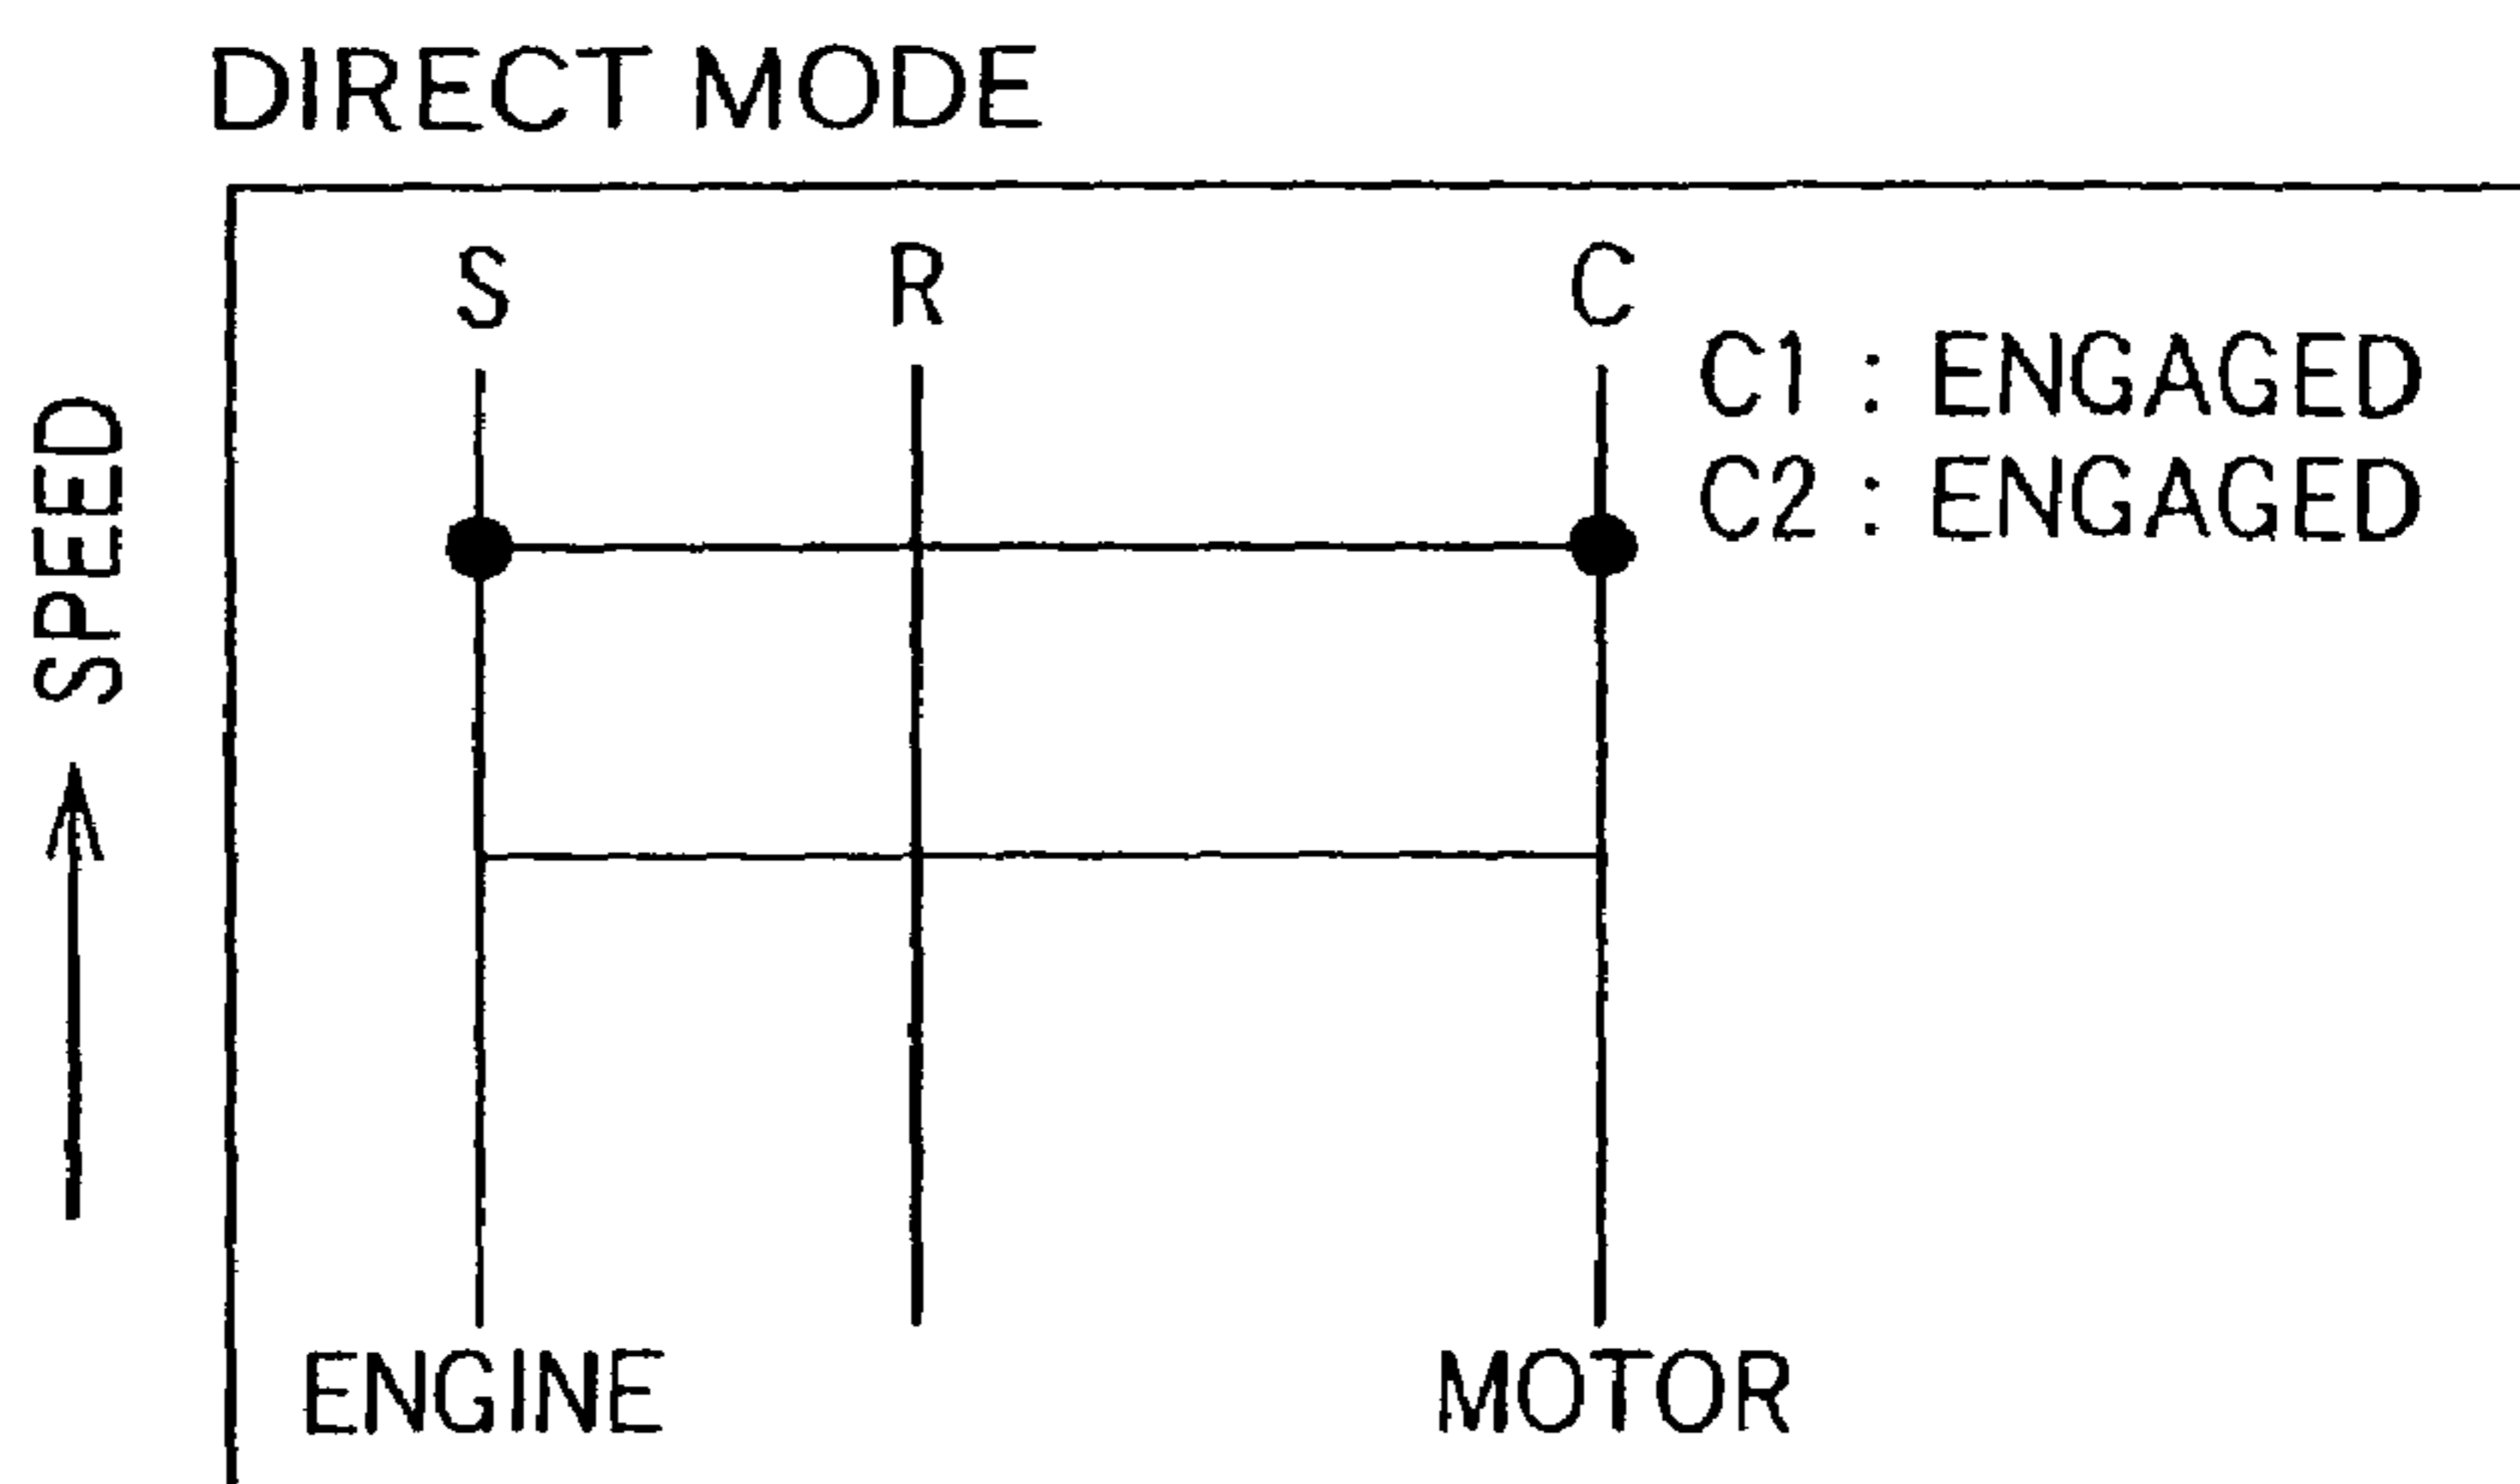 DIRECT MODE
S R C
C1 : ENGAGED
C2 : ENGAGED
SPEED
ENGINE MOTOR